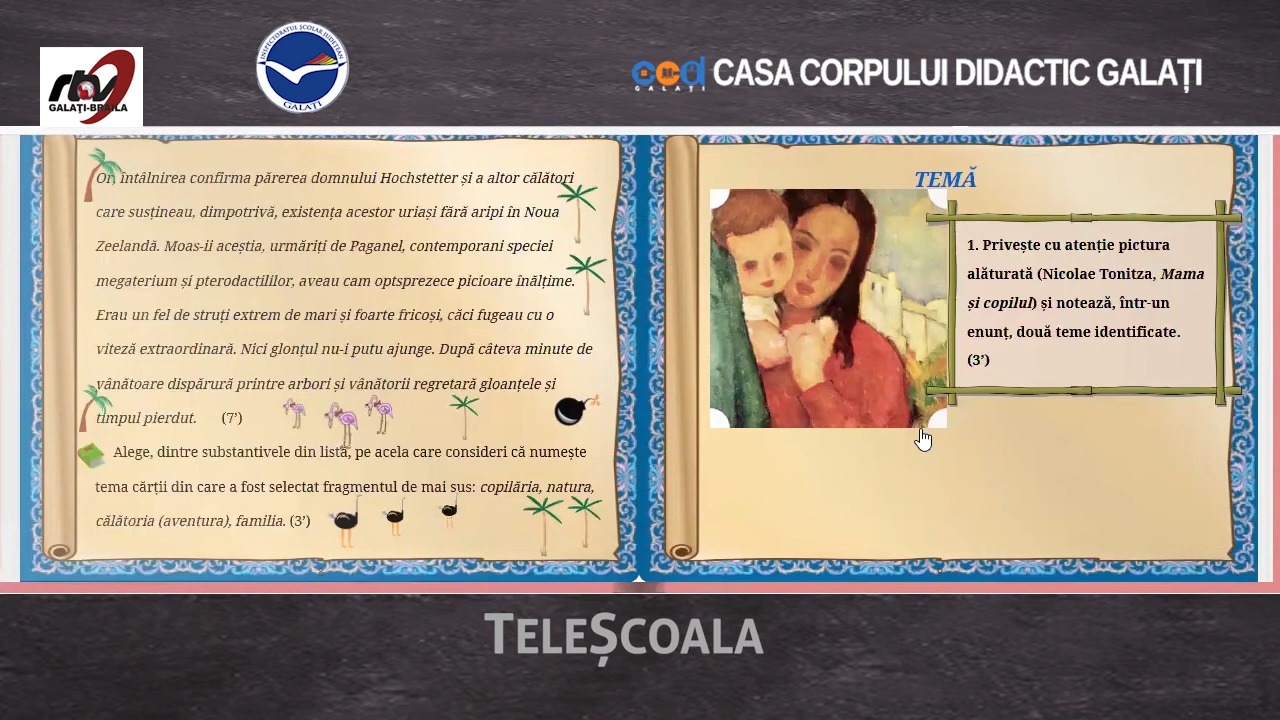 rtv
GALAȚI-BRĂILA
INSPECTORATUL ȘCOLAR JUDEȚEAN
GALAȚI
ccd
GALAȚI
CASA CORPULUI DIDACTIC GALAȚI
Or, întâlnirea confirma părerea domnului Hochstetter și a altor călători
care susțineau, dimpotrivă, existența acestor uriași fără aripi în Noua
Zeelandă. Moas-ii aceștia, urmăriți de Paganel, contemporani speciei
megaterium și pterodactililor, aveau cam optsprezece picioare înălțime.
Erau un fel de struți extrem de mari și foarte fricoși, căci fugeau cu o
viteză extraordinară. Nici glonțul nu-i putu ajunge. După câteva minute de
vânătoare dispărură printre arbori și vânătorii regretară gloanțele și
timpul pierdut. (7’)
Alege, dintre substantivele din listă, pe acela care consideri că numește
tema cărții din care a fost selectat fragmentul de mai sus: copilăria, natura,
călătoria (aventura), familia. (3’)
TEMĂ
1. Privește cu atenție pictura
alăturată (Nicolae Tonitza, Mama
și copilul) și notează, într-un
enunț, două teme identificate.
(3’)
TELEȘCOALA